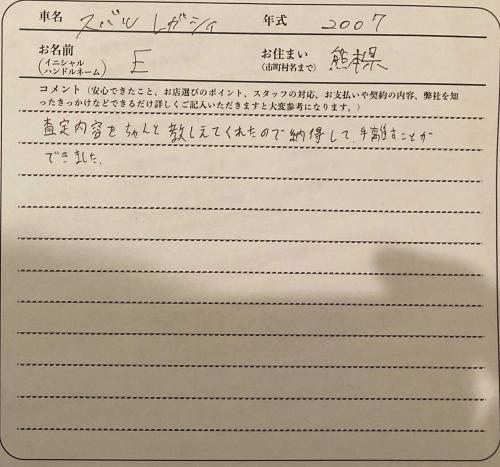 車名 スバル レガシィ 年式 2007
お名前 (イニシャル ハンドルネーム) E お住まい (市町村名まで) 熊本県
コメント（安心できたこと、お店選びのポイント、スタッフの対応、お支払いや契約の内容、弊社を知
ったきっかけなどできるだけ詳しくご記入いただきますと大変参考になります。）
査定内容をちゃんと教しえてくれたので納得して、手離すことが
できました。